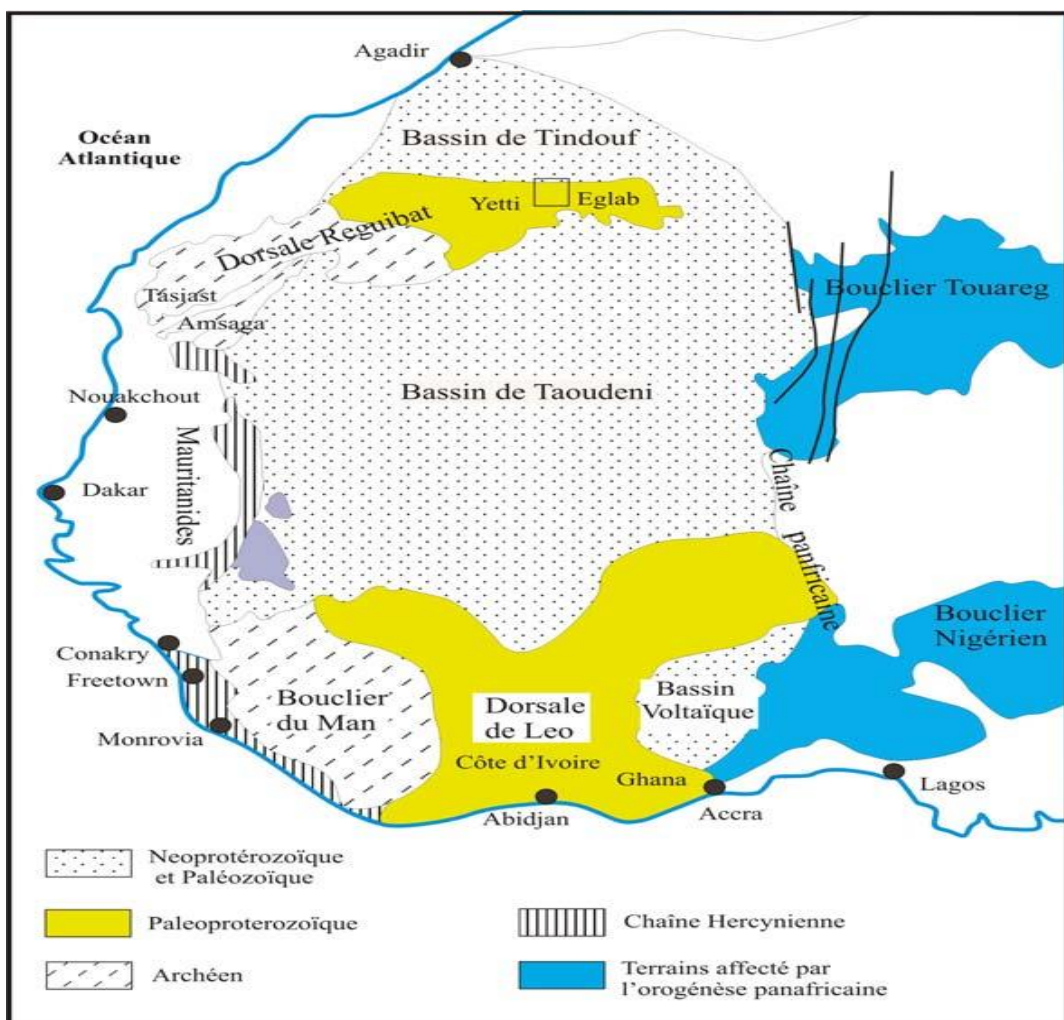 Agadir
Océan
Atlantique
Bassin de Tindouf
Yetti
Eglab
Dorsale Reguibat
Tasiast
Amsaga
Bouclier Touareg
Nouakchout
Bassin de Taoudeni
Mauritanides
Dakar
Chaîne panfricaine
Bouclier
Nigérien
Conakry
Freetown
Bouclier
du Man
Dorsale
de Leo
Bassin
Voltaïque
Monrovia
Côte d'Ivoire
Ghana
Abidjan
Accra
Lagos
Neoprotérozoïque
et Paléozoïque
Paleoproterozoïque
Archéen
Chaîne Hercynienne
Terrains affecté par
l'orogénèse panafricaine